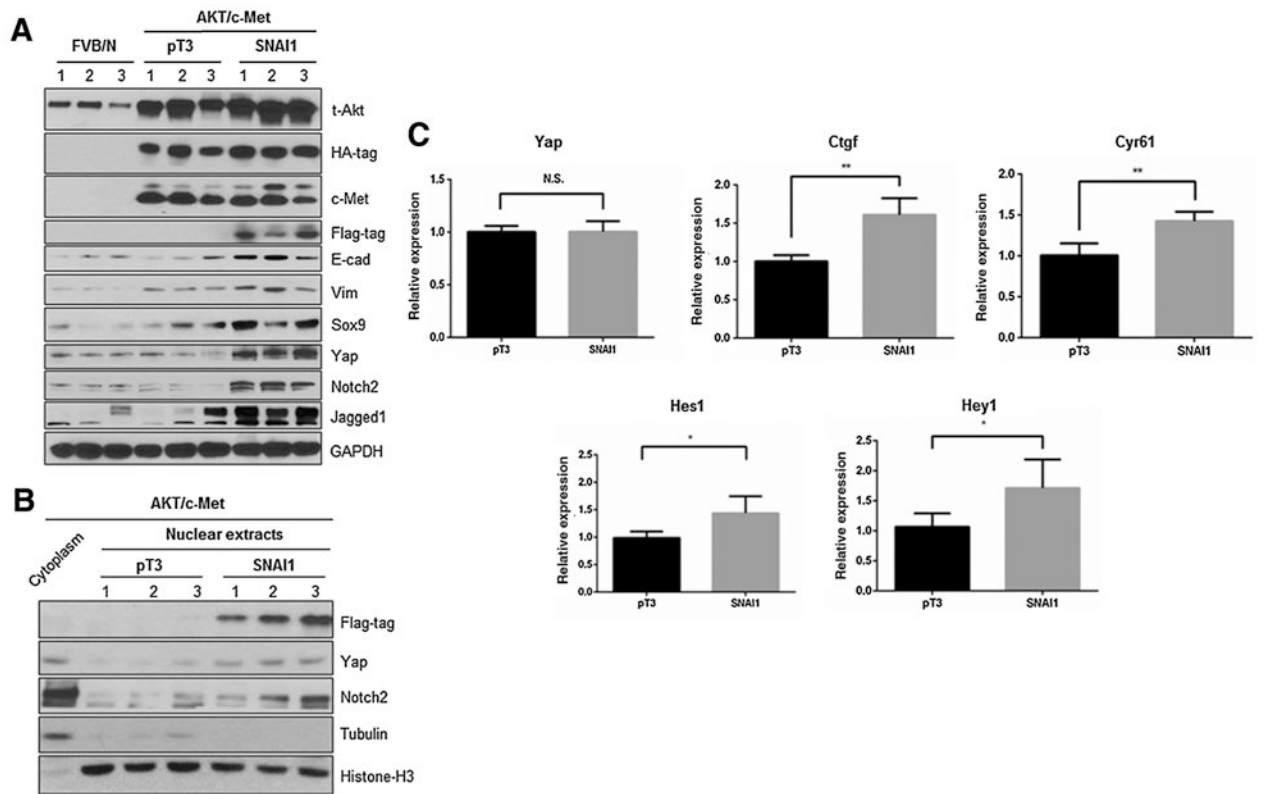 A
AKT/c-Met
FVB/N pT3 SNAI1
1 2 3 1 2 3 1 2 3
t-Akt
HA-tag
c-Met
Flag-tag
E-cad
Vim
Sox9
Yap
Notch2
Jagged1
GAPDH
B
AKT/c-Met
Cytoplasm
Nuclear extracts
pT3 SNAI1
1 2 3 1 2 3
Flag-tag
Yap
Notch2
Tubulin
Histone-H3
C
Yap
N.S.
Relative expression
1.5
1.0
0.5
0.0
pT3 SNAI1
Ctgf
**
Relative expression
2.0
1.5
1.0
0.5
0.0
pT3 SNAI1
Cyr61
**
Relative expression
2.0
1.5
1.0
0.5
0.0
pT3 SNAI1
Hes1
*
Relative expression
2.5
2.0
1.5
1.0
0.5
0.0
pT3 SNAI1
Hey1
*
Relative expression
2.5
2.0
1.5
1.0
0.5
0.0
pT3 SNAI1